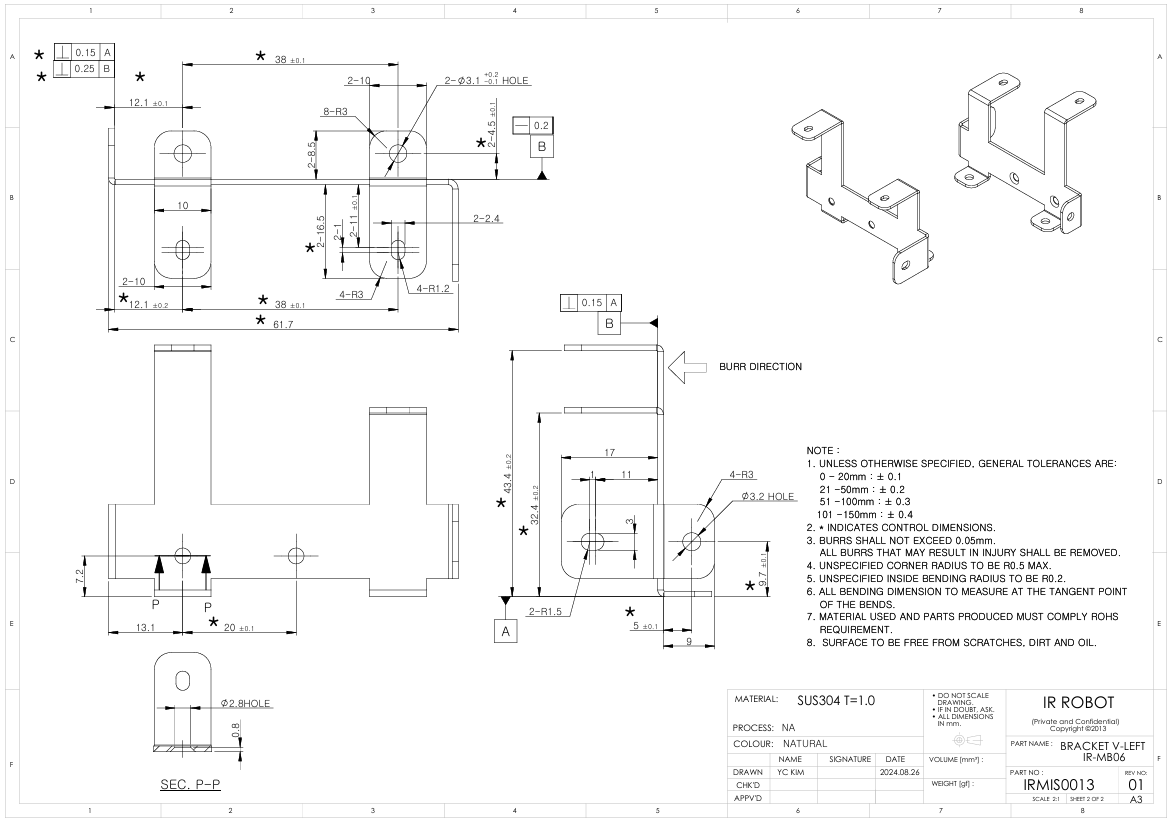 1 2 3 4 5 6 7 8
A
B
C
D
E
F
A
B
C
D
E
F
* ⊥ 0.15 A
* ⊥ 0.25 B
*
* 38 ±0.1
12.1 ±0.1
2-10
2-Ø3.1 +0.2 -0.1 HOLE
8-R3
2-8.5
* 2-4.5 ±0.1
— 0.2
B
10
* 2-16.5
2-1
2-11 ±0.1
2-2.4
2-10
4-R3
4-R1.2
* 12.1 ±0.2
* 38 ±0.1
* 61.7
7.2
P P
13.1
* 20 ±0.1
Ø2.8HOLE
0.8
SEC. P-P
⊥ 0.15 A
B
BURR DIRECTION
* 43.4 ±0.2
* 32.4 ±0.2
17
1 11
3
4-R3
Ø3.2 HOLE
* 9.7 ±0.1
2-R1.5
A
* 5 ±0.1
9
NOTE :
1. UNLESS OTHERWISE SPECIFIED, GENERAL TOLERANCES ARE:
0 - 20mm : ± 0.1
21 -50mm : ± 0.2
51 -100mm : ± 0.3
101 -150mm : ± 0.4
2. * INDICATES CONTROL DIMENSIONS.
3. BURRS SHALL NOT EXCEED 0.05mm.
ALL BURRS THAT MAY RESULT IN INJURY SHALL BE REMOVED.
4. UNSPECIFIED CORNER RADIUS TO BE R0.5 MAX.
5. UNSPECIFIED INSIDE BENDING RADIUS TO BE R0.2.
6. ALL BENDING DIMENSION TO MEASURE AT THE TANGENT POINT
OF THE BENDS.
7. MATERIAL USED AND PARTS PRODUCED MUST COMPLY ROHS
REQUIREMENT.
8. SURFACE TO BE FREE FROM SCRATCHES, DIRT AND OIL.
MATERIAL: SUS304 T=1.0
PROCESS: NA
COLOUR: NATURAL
NAME SIGNATURE DATE
DRAWN YC KIM 2024.08.26
CHK'D
APPV'D
• DO NOT SCALE
DRAWING.
• IF IN DOUBT, ASK.
• ALL DIMENSIONS
IN mm.
VOLUME [mm³] :
WEIGHT [gf] :
IR ROBOT
(Private and Confidential)
Copyright ©2013
PART NAME : BRACKET V-LEFT
IR-MB06
PART NO : REV NO:
IRMIS0013 01
SCALE 2:1 SHEET 2 OF 2 A3
1 2 3 4 5 6 7 8